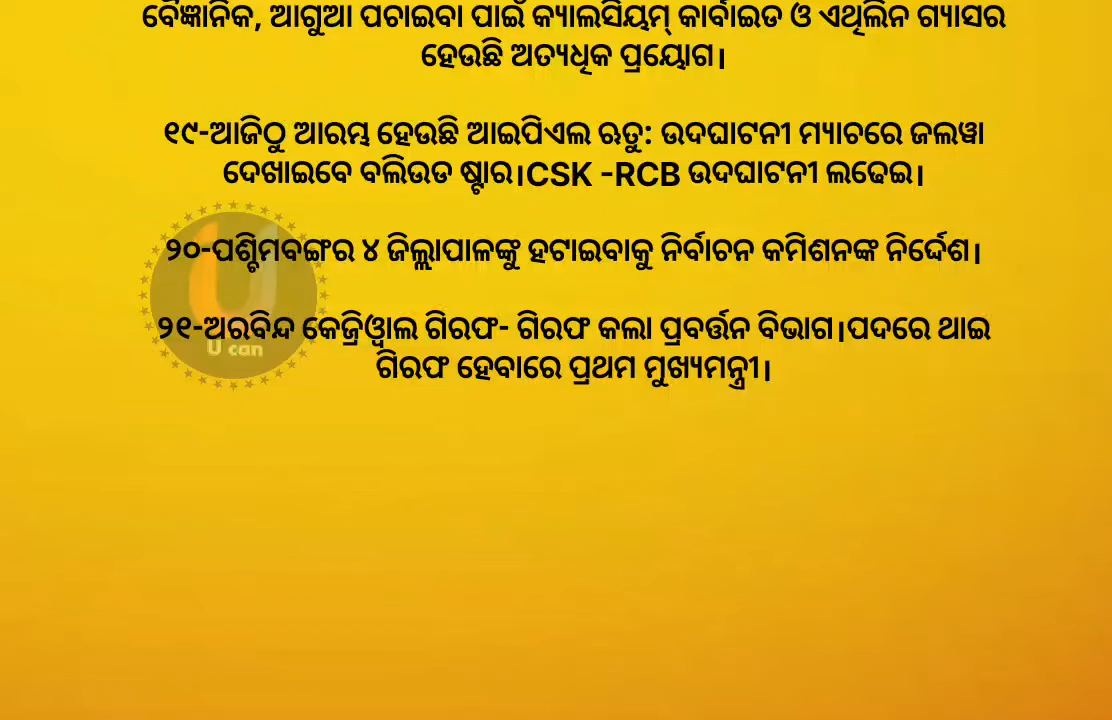 ବୈଜ୍ଞାନିକ, ଆଗୁଆ ପଚାଇବା ପାଇଁ କ୍ୟାଲସିୟମ୍ କାର୍ବାଇଡ ଓ ଏଥିଲିନ ଗ୍ୟାସର
ହେଉଛି ଅତ୍ୟଧିକ ପ୍ରୟୋଗ।
୧୯-ଆଜିଠୁ ଆରମ୍ଭ ହେଉଛି ଆଇପିଏଲ ଋତୁ: ଉଦଘାଟନୀ ମ୍ୟାଚରେ ଜଲୱା
ଦେଖାଇବେ ବଲିଉଡ ଷ୍ଟାର।CSK -RCB ଉଦଘାଟନୀ ଲଢେଇ।
୨୦-ପଶ୍ଚିମବଙ୍ଗର ୪ ଜିଲ୍ଲାପାଳଙ୍କୁ ହଟାଇବାକୁ ନିର୍ବାଚନ କମିଶନଙ୍କ ନିର୍ଦ୍ଦେଶ।
୨୧-ଅରବିନ୍ଦ କେଜ୍ରିୱାଲ ଗିରଫ- ଗିରଫ କଲା ପ୍ରବର୍ତ୍ତନ ବିଭାଗ।ପଦରେ ଥାଇ
ଗିରଫ ହେବାରେ ପ୍ରଥମ ମୁଖ୍ୟମନ୍ତ୍ରୀ।
U can